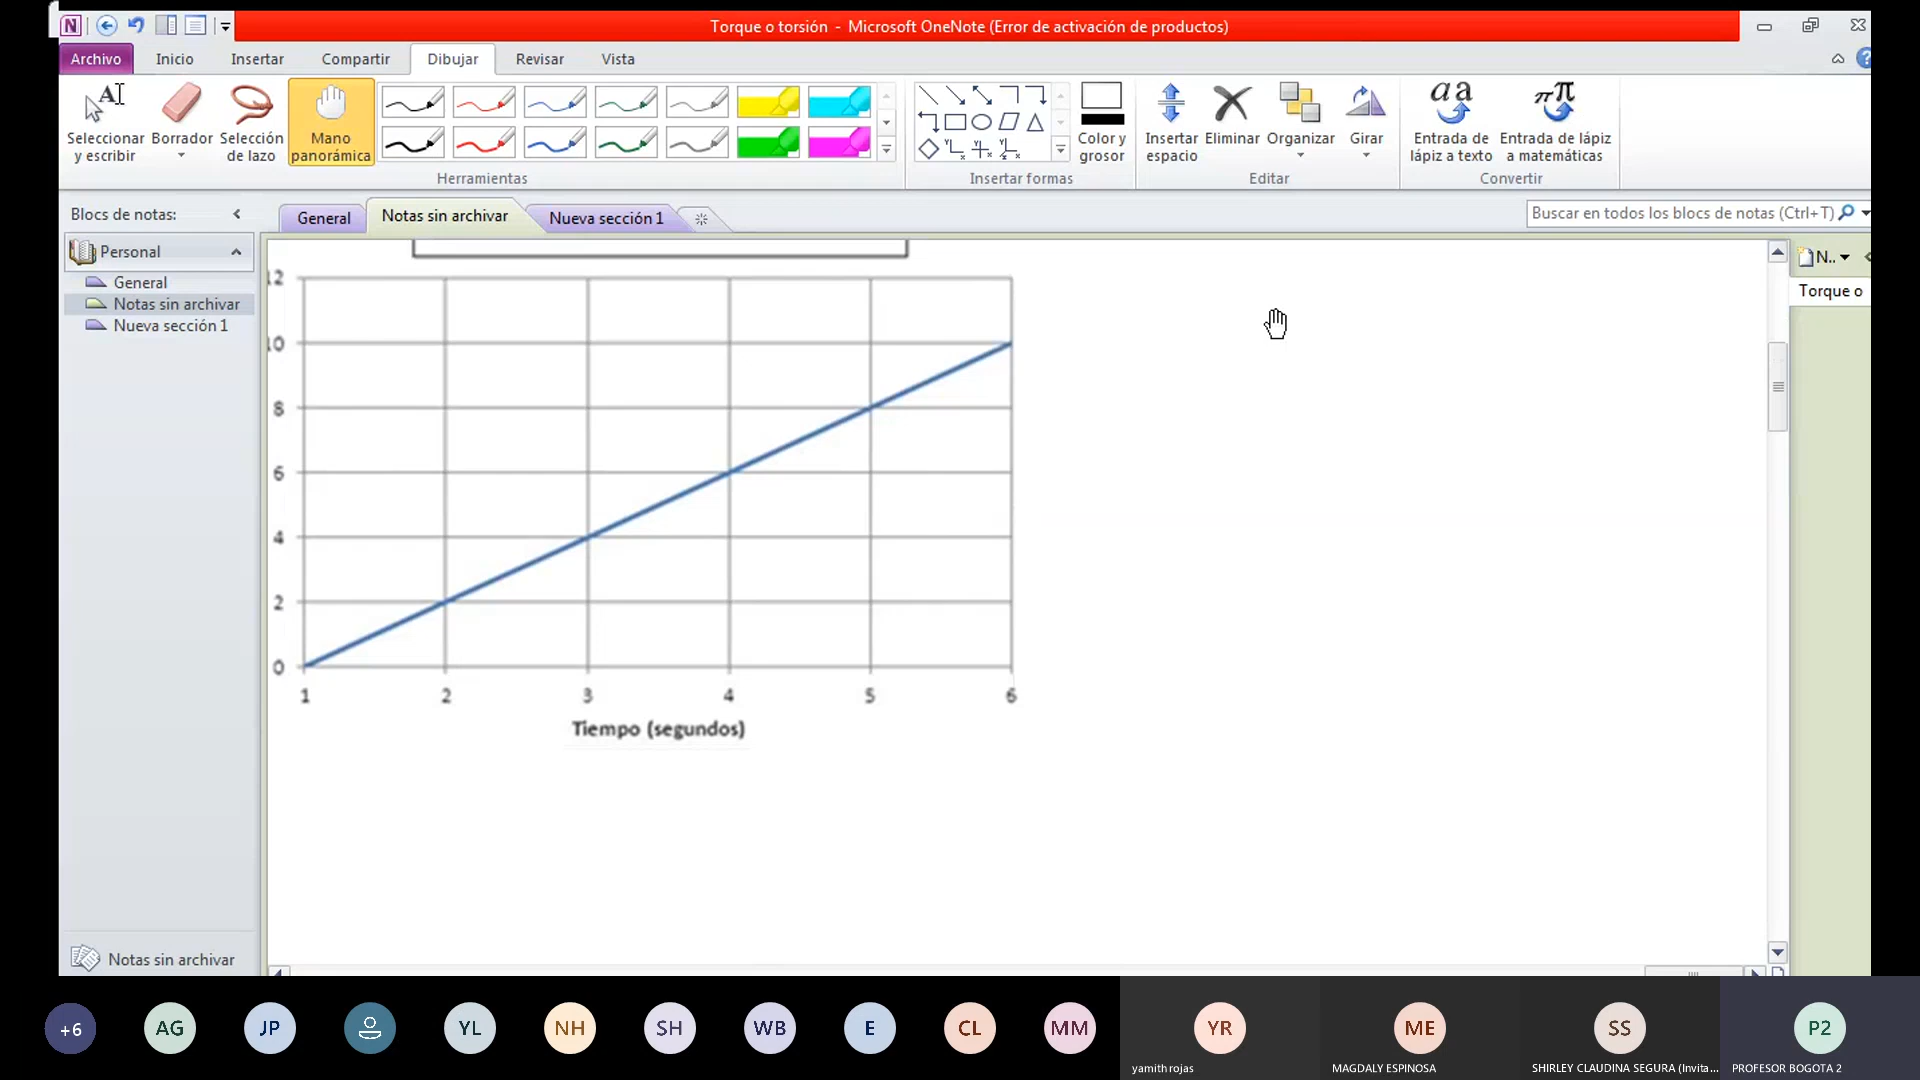 Torque o torsión - Microsoft OneNote (Error de activación de productos)
Archivo Inicio Insertar Compartir Dibujar Revisar Vista
Seleccionar y escribir
Borrador
Selección de lazo
Mano panorámica
Herramientas
Insertar formas
Color y grosor
Insertar espacio
Eliminar
Organizar
Girar
Editar
Entrada de lápiz a texto
Entrada de lápiz a matemáticas
Convertir
Blocs de notas:
General Notas sin archivar Nueva sección 1
Buscar en todos los blocs de notas (Ctrl+T)
Personal
General
Notas sin archivar
Nueva sección 1
N..
Torque o
12
10
8
6
4
2
0
1 2 3 4 5 6
Tiempo (segundos)
Notas sin archivar
+6 AG JP YL NH SH WB E CL MM YR ME SS P2
yamith rojas MAGDALY ESPINOSA SHIRLEY CLAUDINA SEGURA (Invita... PROFESOR BOGOTA 2